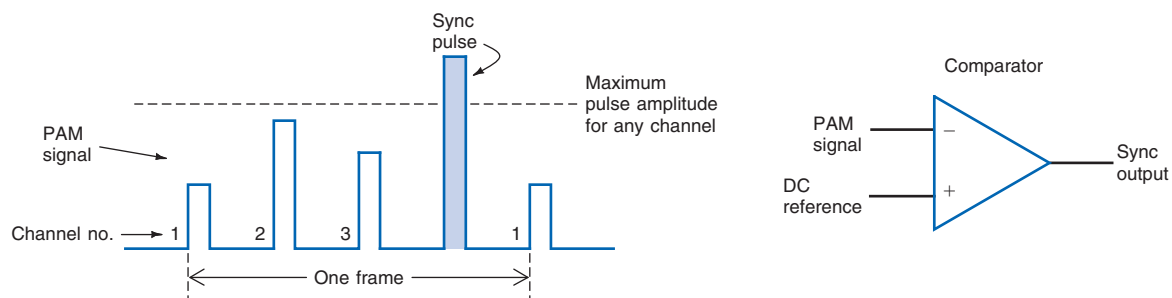 Sync
pulse
Maximum
pulse amplitude
for any channel
PAM
signal
Channel no.
1
2
3
1
One frame
Comparator
PAM
signal
−
DC
reference
+
Sync
output